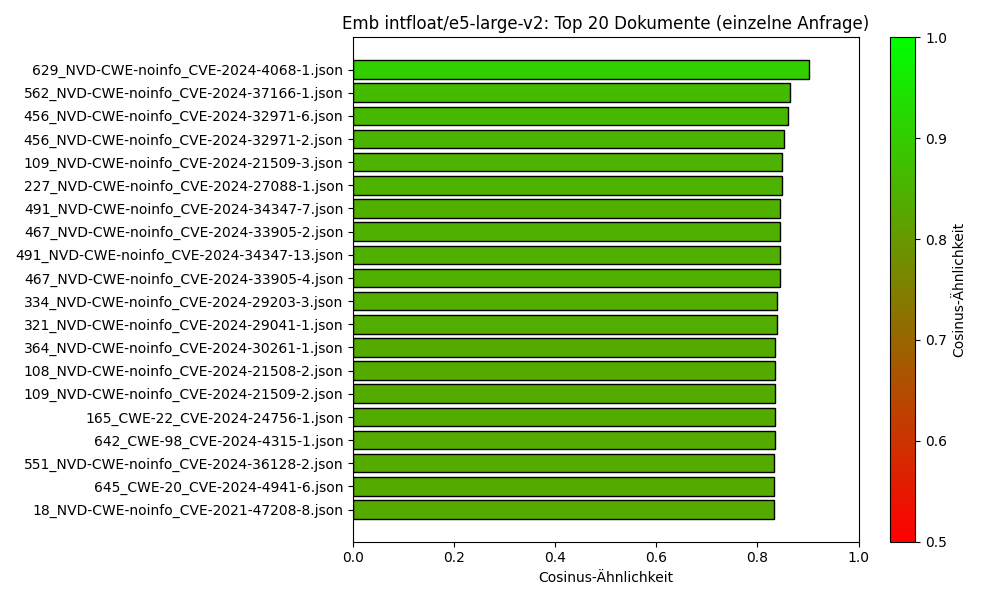 Emb intfloat/e5-large-v2: Top 20 Dokumente (einzelne Anfrage)
629_NVD-CWE-noinfo_CVE-2024-4068-1.json
562_NVD-CWE-noinfo_CVE-2024-37166-1.json
456_NVD-CWE-noinfo_CVE-2024-32971-6.json
456_NVD-CWE-noinfo_CVE-2024-32971-2.json
109_NVD-CWE-noinfo_CVE-2024-21509-3.json
227_NVD-CWE-noinfo_CVE-2024-27088-1.json
491_NVD-CWE-noinfo_CVE-2024-34347-7.json
467_NVD-CWE-noinfo_CVE-2024-33905-2.json
491_NVD-CWE-noinfo_CVE-2024-34347-13.json
467_NVD-CWE-noinfo_CVE-2024-33905-4.json
334_NVD-CWE-noinfo_CVE-2024-29203-3.json
321_NVD-CWE-noinfo_CVE-2024-29041-1.json
364_NVD-CWE-noinfo_CVE-2024-30261-1.json
108_NVD-CWE-noinfo_CVE-2024-21508-2.json
109_NVD-CWE-noinfo_CVE-2024-21509-2.json
165_CWE-22_CVE-2024-24756-1.json
642_CWE-98_CVE-2024-4315-1.json
551_NVD-CWE-noinfo_CVE-2024-36128-2.json
645_CWE-20_CVE-2024-4941-6.json
18_NVD-CWE-noinfo_CVE-2021-47208-8.json
0.0 0.2 0.4 0.6 0.8 1.0
Cosinus-Ähnlichkeit
1.0
0.9
0.8
0.7
0.6
0.5
Cosinus-Ähnlichkeit